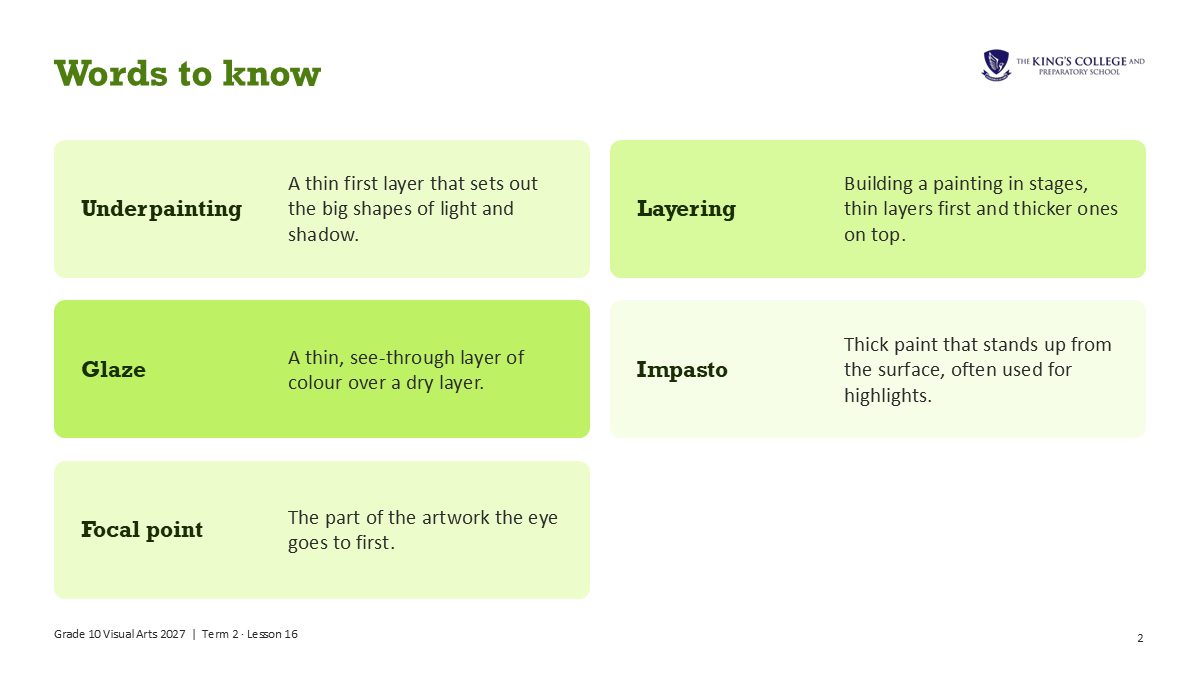 Words to know
THE KING'S COLLEGE AND
PREPARATORY SCHOOL
Underpainting
A thin first layer that sets out
the big shapes of light and
shadow.
Layering
Building a painting in stages,
thin layers first and thicker ones
on top.
Glaze
A thin, see-through layer of
colour over a dry layer.
Impasto
Thick paint that stands up from
the surface, often used for
highlights.
Focal point
The part of the artwork the eye
goes to first.
Grade 10 Visual Arts 2027 | Term 2 · Lesson 16
2